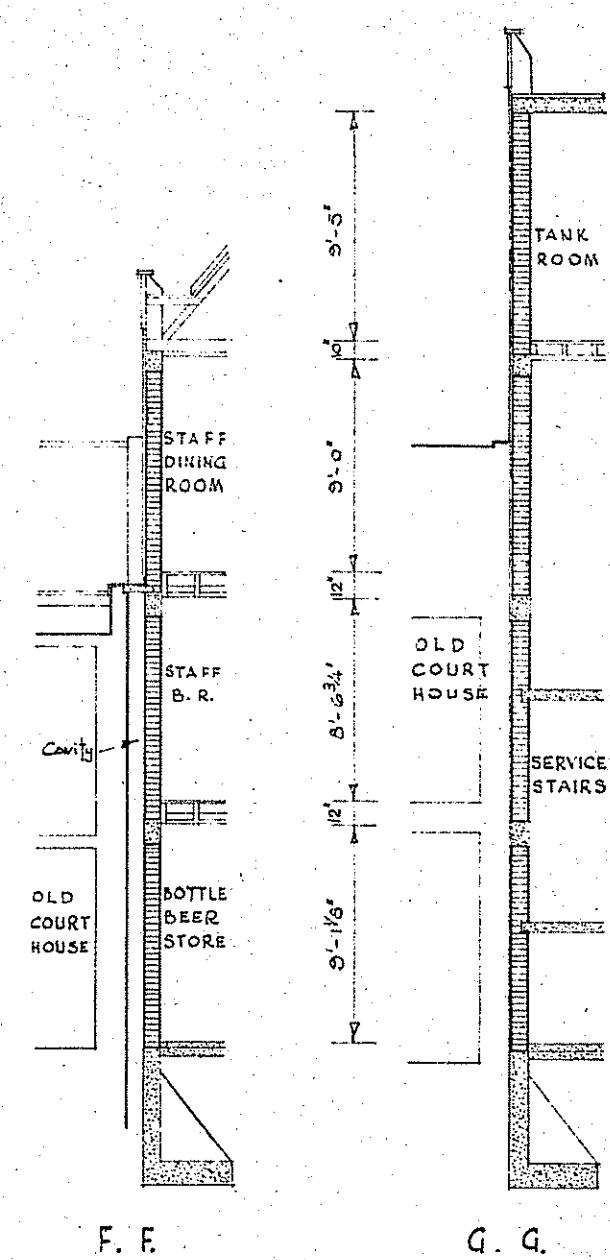 STAFF
DINING
ROOM
STAFF
B. R.
Cavity
OLD
COURT
HOUSE
BOTTLE
BEER
STORE
F. F.
9'-5"
10"
9'-0"
12"
8'-6¾"
12"
9'-1⅛"
TANK
ROOM
OLD
COURT
HOUSE
SERVICE
STAIRS
G. G.